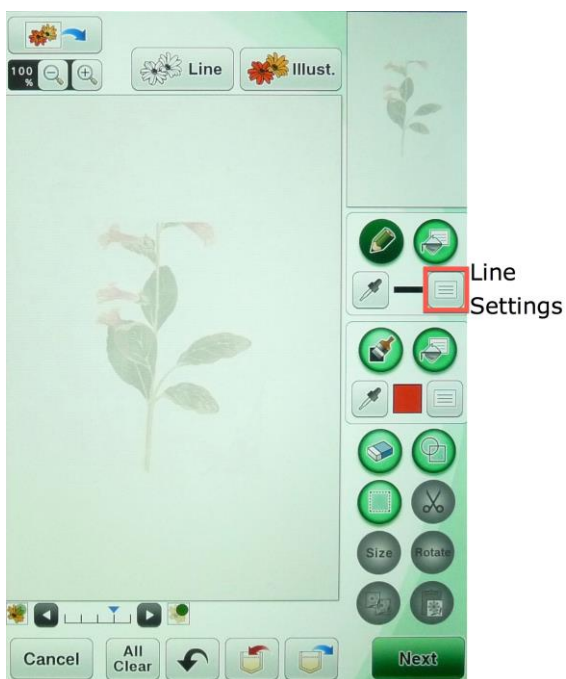 Line
Illust.
100
%
Line
Settings
Size
Rotate
Cancel
All
Clear
Next